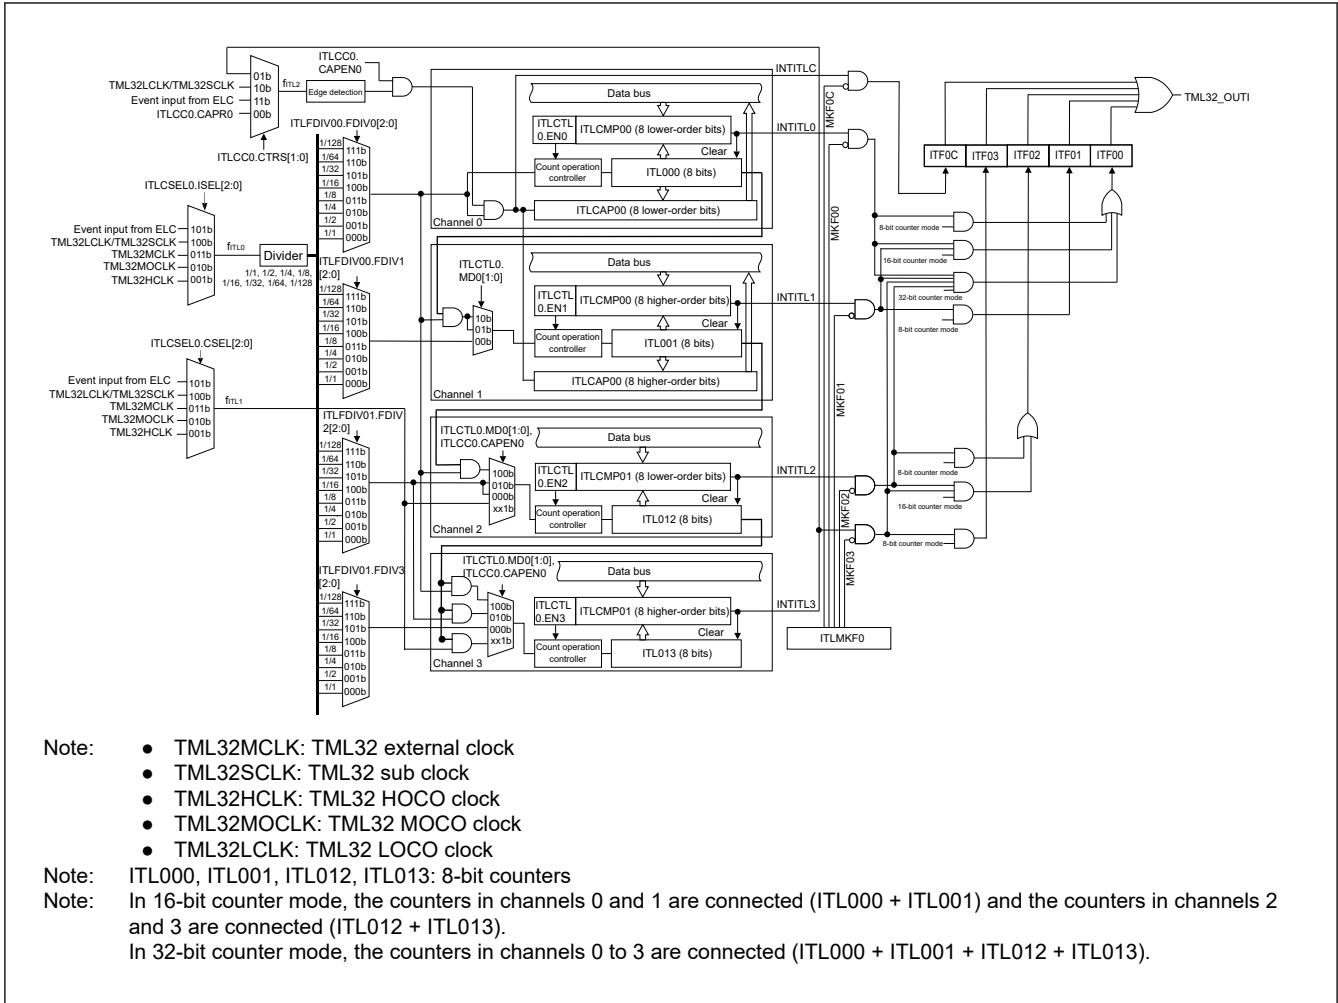 ITLCC0.
CAPEN0
01b
TML32LCLK/TML32SCLK
10b
Event input from ELC
11b
ITLCC0.CAPR0
00b
fITL2
Edge detection
ITLCC0.CTRS[1:0]
ITLFDIV00.FDIV0[2:0]
1/128
1/64
1/32
1/16
1/8
1/4
1/2
1/1
111b
110b
101b
100b
011b
010b
001b
000b
ITLCSEL0.ISEL[2:0]
Event input from ELC
101b
TML32LCLK/TML32SCLK
100b
TML32MCLK
011b
TML32MOCLK
010b
TML32HCLK
001b
fITL0
Divider
1/1, 1/2, 1/4, 1/8,
1/16, 1/32, 1/64, 1/128
ITLFDIV00.FDIV1
[2:0]
1/128
1/64
1/32
1/16
1/8
1/4
1/2
1/1
111b
110b
101b
100b
011b
010b
001b
000b
ITLCSEL0.CSEL[2:0]
Event input from ELC
101b
TML32LCLK/TML32SCLK
100b
TML32MCLK
011b
TML32MOCLK
010b
TML32HCLK
001b
fITL1
ITLFDIV01.FDIV
2[2:0]
1/128
1/64
1/32
1/16
1/8
1/4
1/2
1/1
111b
110b
101b
100b
011b
010b
001b
000b
ITLFDIV01.FDIV3
[2:0]
1/128
1/64
1/32
1/16
1/8
1/4
1/2
1/1
111b
110b
101b
100b
011b
010b
001b
000b
Data bus
ITLCTL
0.EN0
ITLCMP00 (8 lower-order bits)
Clear
Count operation
controller
ITL000 (8 bits)
ITLCAP00 (8 lower-order bits)
Channel 0
ITLCTL0.
MD0[1:0]
10b
01b
00b
Data bus
ITLCTL
0.EN1
ITLCMP00 (8 higher-order bits)
Clear
Count operation
controller
ITL001 (8 bits)
ITLCAP00 (8 higher-order bits)
Channel 1
ITLCTL0.MD0[1:0],
ITLCC0.CAPEN0
100b
010b
000b
xx1b
Data bus
ITLCTL
0.EN2
ITLCMP01 (8 lower-order bits)
Clear
Count operation
controller
ITL012 (8 bits)
Channel 2
ITLCTL0.MD0[1:0],
ITLCC0.CAPEN0
100b
010b
000b
xx1b
Data bus
ITLCTL
0.EN3
ITLCMP01 (8 higher-order bits)
Clear
Count operation
controller
ITL013 (8 bits)
Channel 3
INTITLC
INTITL0
INTITL1
INTITL2
INTITL3
MKF0C
MKF00
MKF01
MKF02
MKF03
ITLMKF0
TML32_OUTI
ITF0C
ITF03
ITF02
ITF01
ITF00
8-bit counter mode
16-bit counter mode
32-bit counter mode
8-bit counter mode
8-bit counter mode
16-bit counter mode
8-bit counter mode
Note: ● TML32MCLK: TML32 external clock
● TML32SCLK: TML32 sub clock
● TML32HCLK: TML32 HOCO clock
● TML32MOCLK: TML32 MOCO clock
● TML32LCLK: TML32 LOCO clock
Note: ITL000, ITL001, ITL012, ITL013: 8-bit counters
Note: In 16-bit counter mode, the counters in channels 0 and 1 are connected (ITL000 + ITL001) and the counters in channels 2
and 3 are connected (ITL012 + ITL013).
In 32-bit counter mode, the counters in channels 0 to 3 are connected (ITL000 + ITL001 + ITL012 + ITL013).